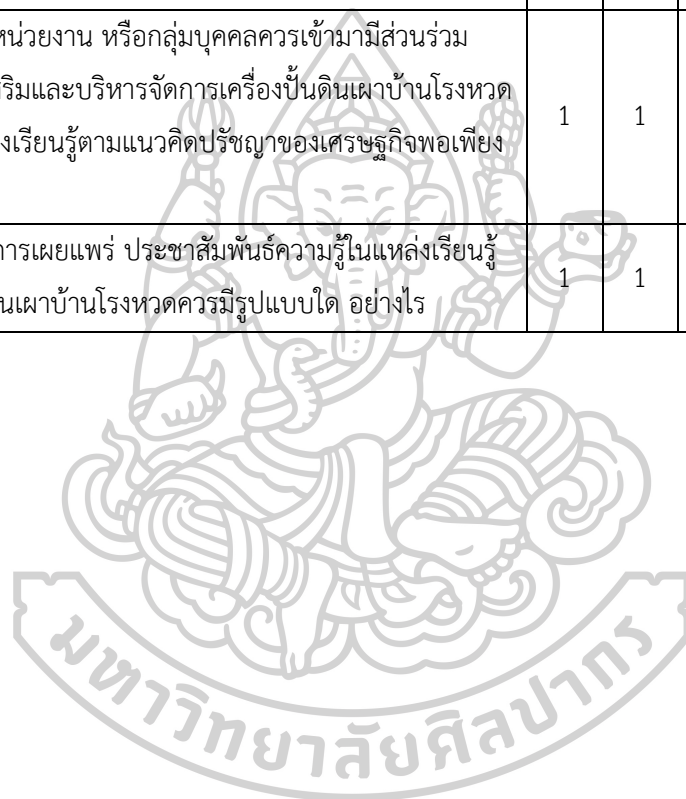 หน่วยงาน หรือกลุ่มบุคคลควรเข้ามามีส่วนร่วม
สริมและบริหารจัดการเครื่องปั้นดินเผาบ้านโรงหวด
งเรียนรู้ตามแนวคิดปรัชญาของเศรษฐกิจพอเพียง
1 1
การเผยแพร่ ประชาสัมพันธ์ความรู้ในแหล่งเรียนรู้
นเผาบ้านโรงหวดควรมีรูปแบบใด อย่างไร
1 1
มหาวิทยาลัยศิลปากร